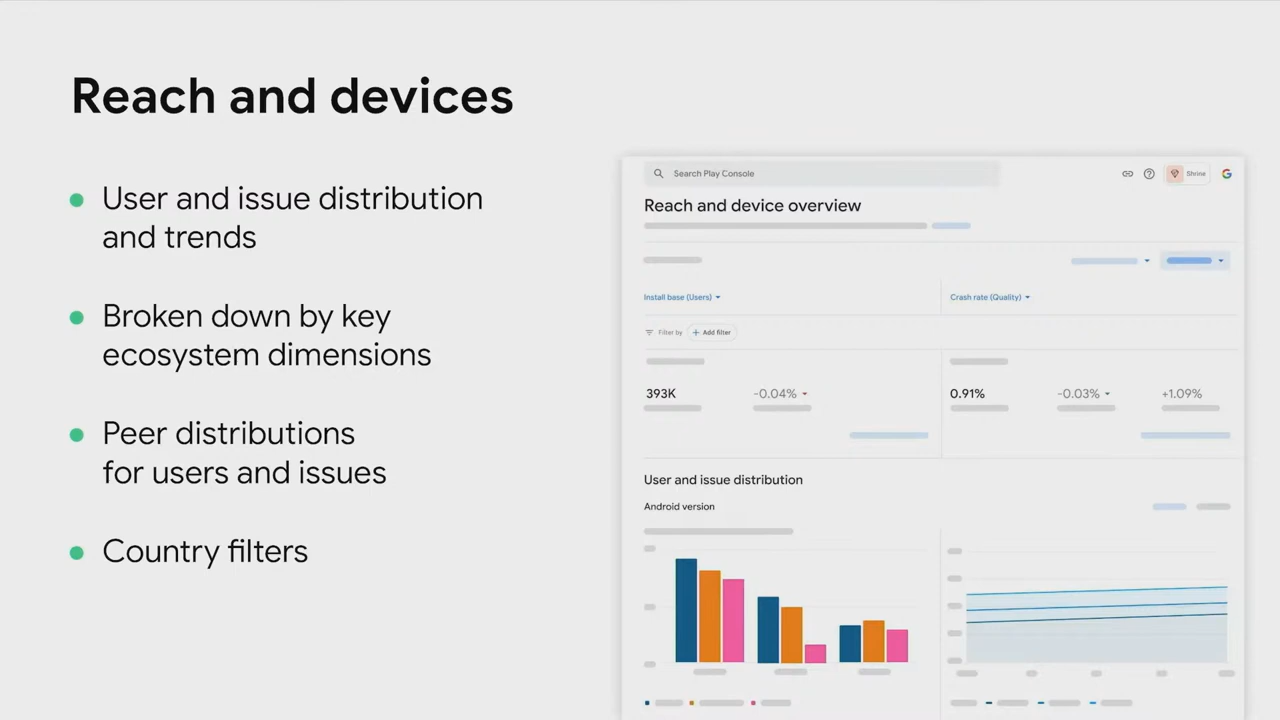 Reach and devices
User and issue distribution
and trends
Broken down by key
ecosystem dimensions
Peer distributions
for users and issues
Country filters
Search Play Console
Shrine
Reach and device overview
Install base (Users)
Crash rate (Quality)
Filter by
+ Add filter
393K
-0.04%
0.91%
-0.03%
+1.09%
User and issue distribution
Android version